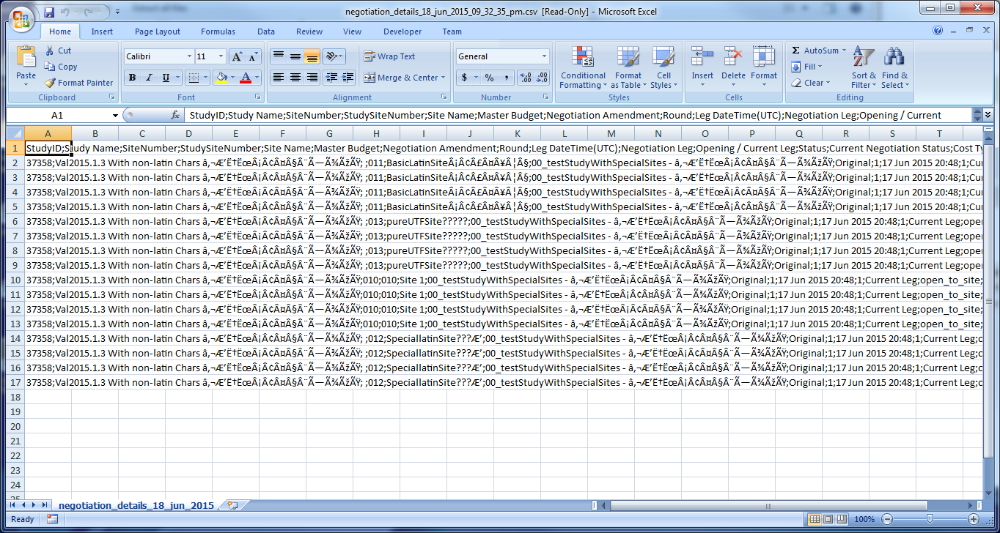 negotiation_details_18_jun_2015_09_32_35_pm.csv [Read-Only] - Microsoft Excel
Home Insert Page Layout Formulas Data Review View Developer Team
Paste Cut Copy Format Painter
Clipboard
Calibri 11 A A
B I U A
Font
Wrap Text
Merge & Center
Alignment
General
$ % , .00 .0
Number
Conditional Formatting Format as Table Cell Styles
Styles
Insert Delete Format
Cells
Σ AutoSum Fill Clear Sort & Filter Find & Select
Editing
A1 fx StudyID;Study Name;SiteNumber;StudySiteNumber;Site Name;Master Budget;Negotiation Amendment;Round;Leg DateTime(UTC);Negotiation Leg;Opening / Current
A B C D E F G H I J K L M N O P Q R S T
1 StudyID;Study Name;SiteNumber;StudySiteNumber;Site Name;Master Budget;Negotiation Amendment;Round;Leg DateTime(UTC);Negotiation Leg;Opening / Current Leg;Status;Current Negotiation Status;Cost Ty
2 37358;Val2015.1.3 With non-latin Chars â‚¬Æ’Ë†ËœÂ¡Â¢Â¤Â§Â¨Ã—Ã¾ÃžÃŸ; ;011;BasicLatinSiteÂ¡Â¢Â£Â¤Â¥Â¦Â§;00_testStudyWithSpecialSites - â‚¬Æ’Ë†ËœÂ¡Â¢Â¤Â§Â¨Ã—Ã¾ÃžÃŸ;Original;1;17 Jun 2015 20:48;1;Cur
3 37358;Val2015.1.3 With non-latin Chars â‚¬Æ’Ë†ËœÂ¡Â¢Â¤Â§Â¨Ã—Ã¾ÃžÃŸ; ;011;BasicLatinSiteÂ¡Â¢Â£Â¤Â¥Â¦Â§;00_testStudyWithSpecialSites - â‚¬Æ’Ë†ËœÂ¡Â¢Â¤Â§Â¨Ã—Ã¾ÃžÃŸ;Original;1;17 Jun 2015 20:48;1;Cur
4 37358;Val2015.1.3 With non-latin Chars â‚¬Æ’Ë†ËœÂ¡Â¢Â¤Â§Â¨Ã—Ã¾ÃžÃŸ; ;011;BasicLatinSiteÂ¡Â¢Â£Â¤Â¥Â¦Â§;00_testStudyWithSpecialSites - â‚¬Æ’Ë†ËœÂ¡Â¢Â¤Â§Â¨Ã—Ã¾ÃžÃŸ;Original;1;17 Jun 2015 20:48;1;Cur
5 37358;Val2015.1.3 With non-latin Chars â‚¬Æ’Ë†ËœÂ¡Â¢Â¤Â§Â¨Ã—Ã¾ÃžÃŸ; ;011;BasicLatinSiteÂ¡Â¢Â£Â¤Â¥Â¦Â§;00_testStudyWithSpecialSites - â‚¬Æ’Ë†ËœÂ¡Â¢Â¤Â§Â¨Ã—Ã¾ÃžÃŸ;Original;1;17 Jun 2015 20:48;1;Cur
6 37358;Val2015.1.3 With non-latin Chars â‚¬Æ’Ë†ËœÂ¡Â¢Â¤Â§Â¨Ã—Ã¾ÃžÃŸ; ;013;pureUTFSite?????;00_testStudyWithSpecialSites - â‚¬Æ’Ë†ËœÂ¡Â¢Â¤Â§Â¨Ã—Ã¾ÃžÃŸ;Original;1;17 Jun 2015 20:48;1;Current Leg;open
7 37358;Val2015.1.3 With non-latin Chars â‚¬Æ’Ë†ËœÂ¡Â¢Â¤Â§Â¨Ã—Ã¾ÃžÃŸ; ;013;pureUTFSite?????;00_testStudyWithSpecialSites - â‚¬Æ’Ë†ËœÂ¡Â¢Â¤Â§Â¨Ã—Ã¾ÃžÃŸ;Original;1;17 Jun 2015 20:48;1;Current Leg;open
8 37358;Val2015.1.3 With non-latin Chars â‚¬Æ’Ë†ËœÂ¡Â¢Â¤Â§Â¨Ã—Ã¾ÃžÃŸ; ;013;pureUTFSite?????;00_testStudyWithSpecialSites - â‚¬Æ’Ë†ËœÂ¡Â¢Â¤Â§Â¨Ã—Ã¾ÃžÃŸ;Original;1;17 Jun 2015 20:48;1;Current Leg;open
9 37358;Val2015.1.3 With non-latin Chars â‚¬Æ’Ë†ËœÂ¡Â¢Â¤Â§Â¨Ã—Ã¾ÃžÃŸ; ;013;pureUTFSite?????;00_testStudyWithSpecialSites - â‚¬Æ’Ë†ËœÂ¡Â¢Â¤Â§Â¨Ã—Ã¾ÃžÃŸ;Original;1;17 Jun 2015 20:48;1;Current Leg;open
10 37358;Val2015.1.3 With non-latin Chars â‚¬Æ’Ë†ËœÂ¡Â¢Â¤Â§Â¨Ã—Ã¾ÃžÃŸ;010;010;Site 1;00_testStudyWithSpecialSites - â‚¬Æ’Ë†ËœÂ¡Â¢Â¤Â§Â¨Ã—Ã¾ÃžÃŸ;Original;1;17 Jun 2015 20:48;1;Current Leg;open_to_site;
11 37358;Val2015.1.3 With non-latin Chars â‚¬Æ’Ë†ËœÂ¡Â¢Â¤Â§Â¨Ã—Ã¾ÃžÃŸ;010;010;Site 1;00_testStudyWithSpecialSites - â‚¬Æ’Ë†ËœÂ¡Â¢Â¤Â§Â¨Ã—Ã¾ÃžÃŸ;Original;1;17 Jun 2015 20:48;1;Current Leg;open_to_site;
12 37358;Val2015.1.3 With non-latin Chars â‚¬Æ’Ë†ËœÂ¡Â¢Â¤Â§Â¨Ã—Ã¾ÃžÃŸ;010;010;Site 1;00_testStudyWithSpecialSites - â‚¬Æ’Ë†ËœÂ¡Â¢Â¤Â§Â¨Ã—Ã¾ÃžÃŸ;Original;1;17 Jun 2015 20:48;1;Current Leg;open_to_site;
13 37358;Val2015.1.3 With non-latin Chars â‚¬Æ’Ë†ËœÂ¡Â¢Â¤Â§Â¨Ã—Ã¾ÃžÃŸ;010;010;Site 1;00_testStudyWithSpecialSites - â‚¬Æ’Ë†ËœÂ¡Â¢Â¤Â§Â¨Ã—Ã¾ÃžÃŸ;Original;1;17 Jun 2015 20:48;1;Current Leg;open_to_site;
14 37358;Val2015.1.3 With non-latin Chars â‚¬Æ’Ë†ËœÂ¡Â¢Â¤Â§Â¨Ã—Ã¾ÃžÃŸ; ;012;SpeciallatinSite???Æ’;00_testStudyWithSpecialSites - â‚¬Æ’Ë†ËœÂ¡Â¢Â¤Â§Â¨Ã—Ã¾ÃžÃŸ;Original;1;17 Jun 2015 20:48;1;Current Leg;o
15 37358;Val2015.1.3 With non-latin Chars â‚¬Æ’Ë†ËœÂ¡Â¢Â¤Â§Â¨Ã—Ã¾ÃžÃŸ; ;012;SpeciallatinSite???Æ’;00_testStudyWithSpecialSites - â‚¬Æ’Ë†ËœÂ¡Â¢Â¤Â§Â¨Ã—Ã¾ÃžÃŸ;Original;1;17 Jun 2015 20:48;1;Current Leg;o
16 37358;Val2015.1.3 With non-latin Chars â‚¬Æ’Ë†ËœÂ¡Â¢Â¤Â§Â¨Ã—Ã¾ÃžÃŸ; ;012;SpeciallatinSite???Æ’;00_testStudyWithSpecialSites - â‚¬Æ’Ë†ËœÂ¡Â¢Â¤Â§Â¨Ã—Ã¾ÃžÃŸ;Original;1;17 Jun 2015 20:48;1;Current Leg;o
17 37358;Val2015.1.3 With non-latin Chars â‚¬Æ’Ë†ËœÂ¡Â¢Â¤Â§Â¨Ã—Ã¾ÃžÃŸ; ;012;SpeciallatinSite???Æ’;00_testStudyWithSpecialSites - â‚¬Æ’Ë†ËœÂ¡Â¢Â¤Â§Â¨Ã—Ã¾ÃžÃŸ;Original;1;17 Jun 2015 20:48;1;Current Leg;o
18
19
20
21
22
23
24
25
negotiation_details_18_jun_2015
Ready 100%